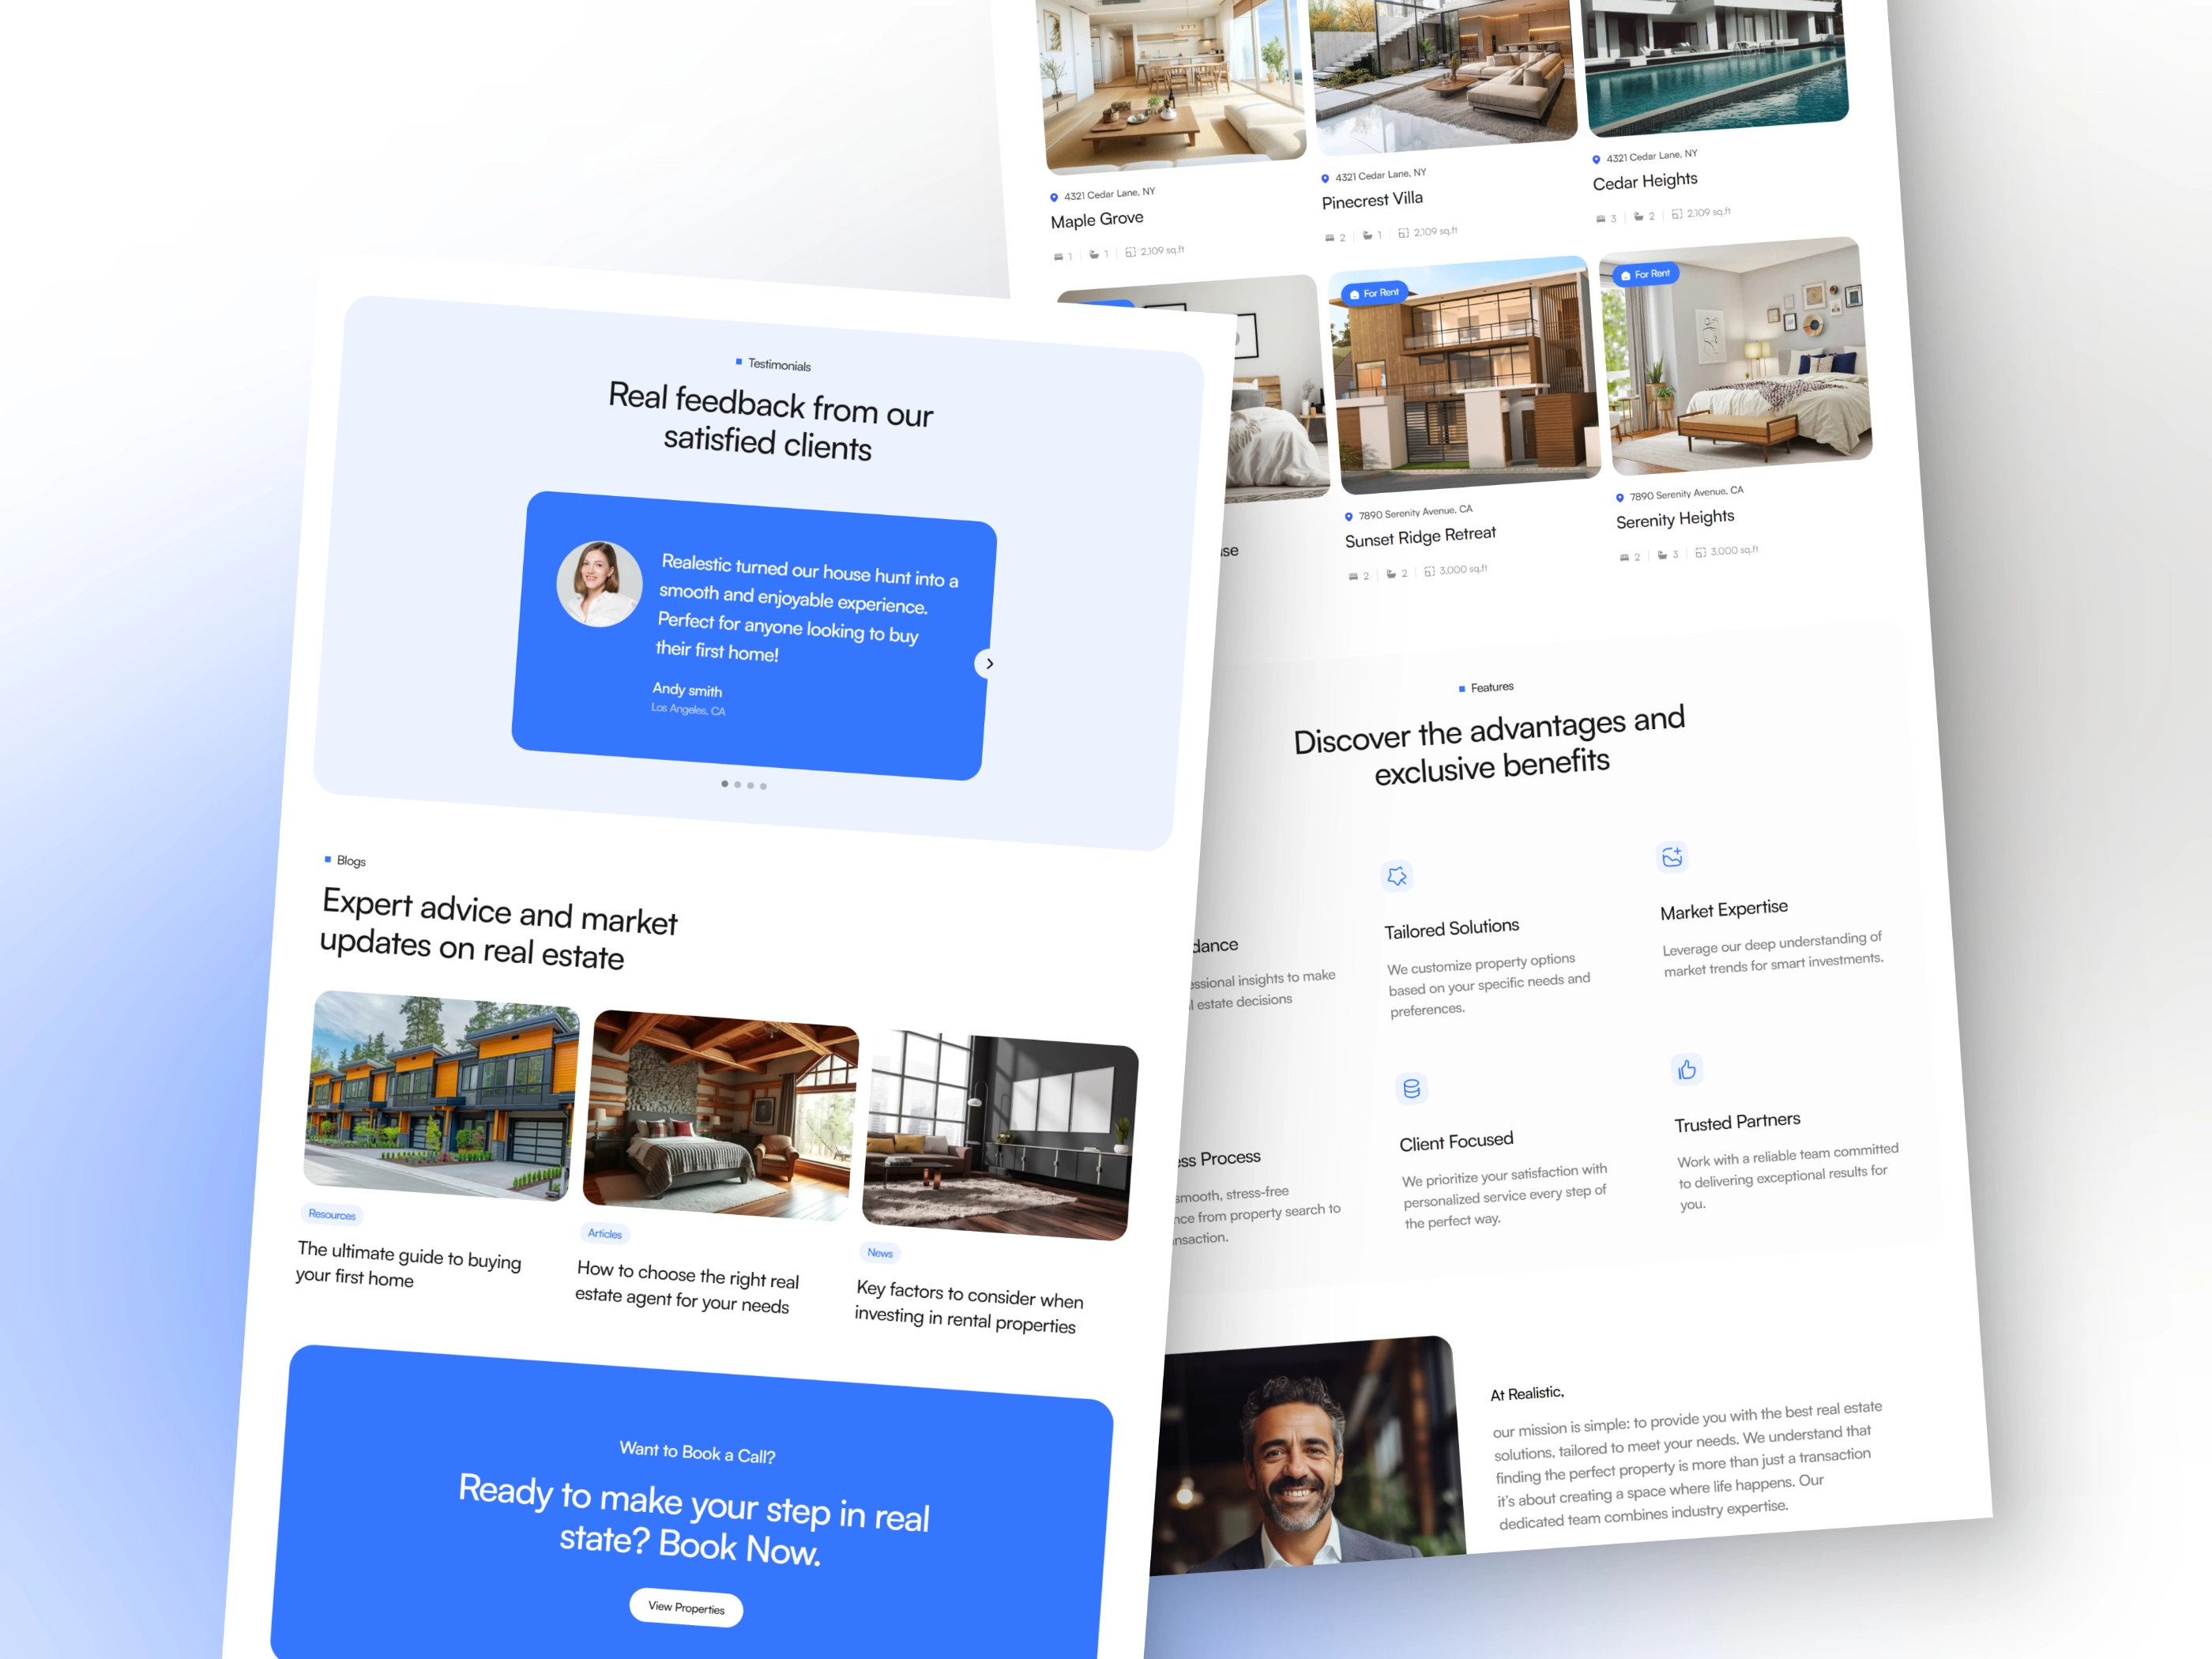 Testimonials
Real feedback from our
satisfied clients
Realestic turned our house hunt into a
smooth and enjoyable experience.
Perfect for anyone looking to buy
their first home!
Andy smith
Los Angeles, CA
Blogs
Expert advice and market
updates on real estate
Resources
The ultimate guide to buying
your first home
Articles
How to choose the right real
estate agent for your needs
News
Key factors to consider when
investing in rental properties
Want to Book a Call?
Ready to make your step in real
state? Book Now.
View Properties
4321 Cedar Lane, NY
Maple Grove
1 1 2,109 sq.ft
4321 Cedar Lane, NY
Pinecrest Villa
2 1 2,109 sq.ft
4321 Cedar Lane, NY
Cedar Heights
3 2 2,109 sq.ft
For Rent
7890 Serenity Avenue, CA
Sunset Ridge Retreat
2 2 3,000 sq.ft
For Rent
7890 Serenity Avenue, CA
Serenity Heights
2 3 3,000 sq.ft
Features
Discover the advantages and
exclusive benefits
insights to make
estate decisions
Tailored Solutions
We customize property options
based on your specific needs and
preferences.
Market Expertise
Leverage our deep understanding of
market trends for smart investments.
Process
smooth, stress-free
from property search to
Client Focused
We prioritize your satisfaction with
personalized service every step of
the perfect way.
Trusted Partners
Work with a reliable team committed
to delivering exceptional results for
you.
At Realistic,
our mission is simple: to provide you with the best real estate
solutions, tailored to meet your needs. We understand that
finding the perfect property is more than just a transaction
it's about creating a space where life happens. Our
dedicated team combines industry expertise.